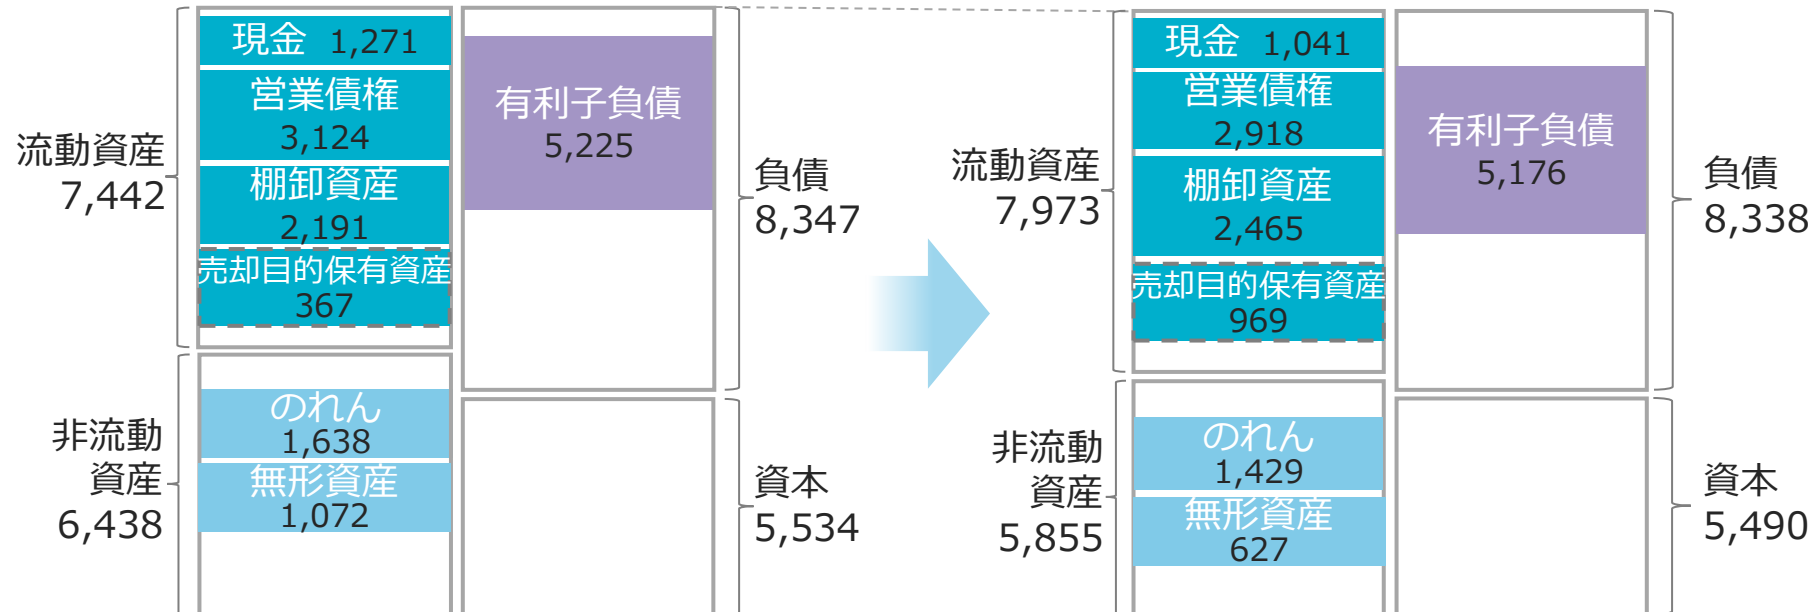 流動資産
7,442
現金 1,271
営業債権
3,124
棚卸資産
2,191
売却目的保有資産
367
非流動
資産
6,438
のれん
1,638
無形資産
1,072
有利子負債
5,225
負債
8,347
資本
5,534
流動資産
7,973
現金 1,041
営業債権
2,918
棚卸資産
2,465
売却目的保有資産
969
非流動
資産
5,855
のれん
1,429
無形資産
627
有利子負債
5,176
負債
8,338
資本
5,490